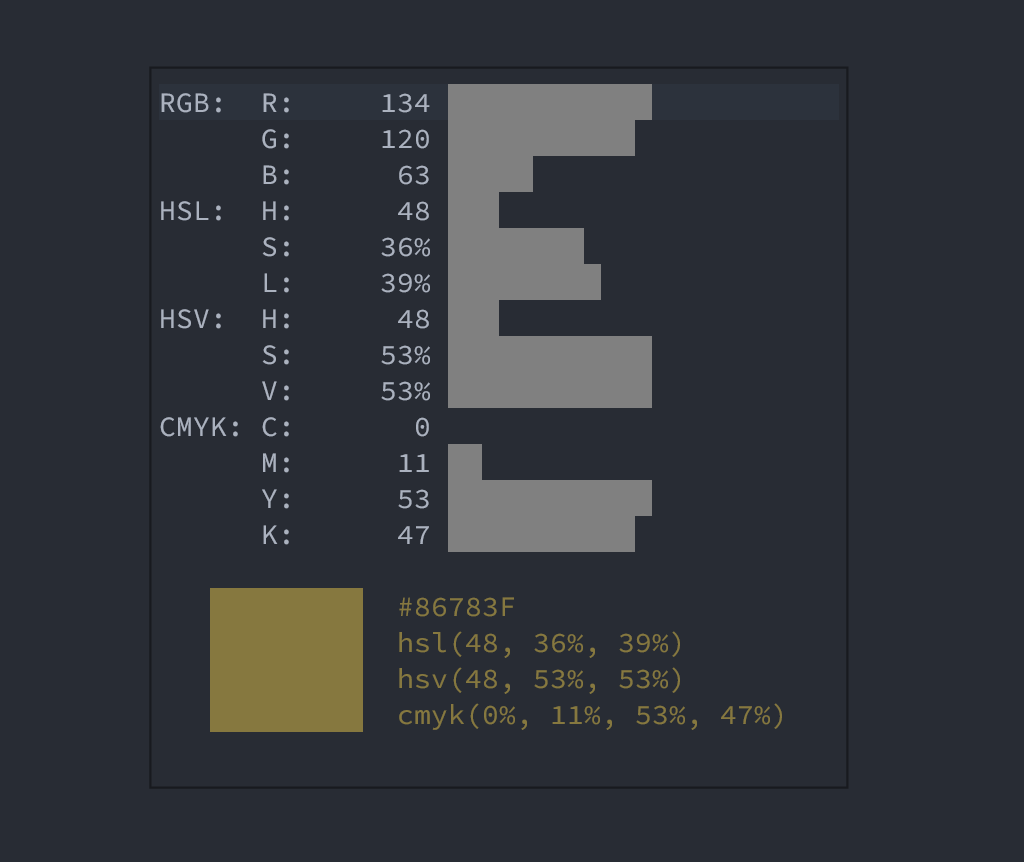 RGB: R: 134
G: 120
B: 63
HSL: H: 48
S: 36%
L: 39%
HSV: H: 48
S: 53%
V: 53%
CMYK: C: 0
M: 11
Y: 53
K: 47
#86783F
hsl(48, 36%, 39%)
hsv(48, 53%, 53%)
cmyk(0%, 11%, 53%, 47%)